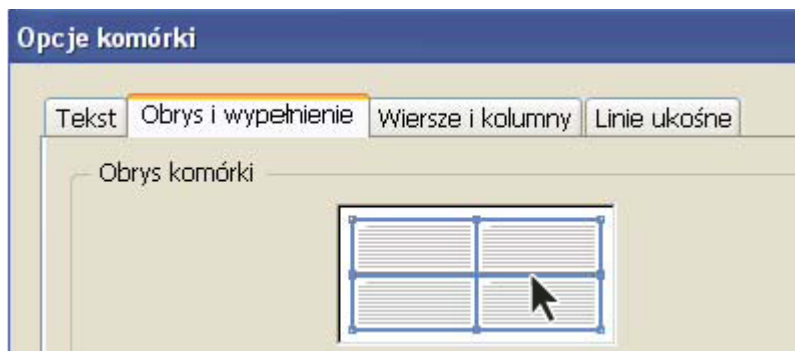 Opcje komórki
Tekst Obrys i wypełnienie Wiersze i kolumny Linie ukośne
Obrys komórki